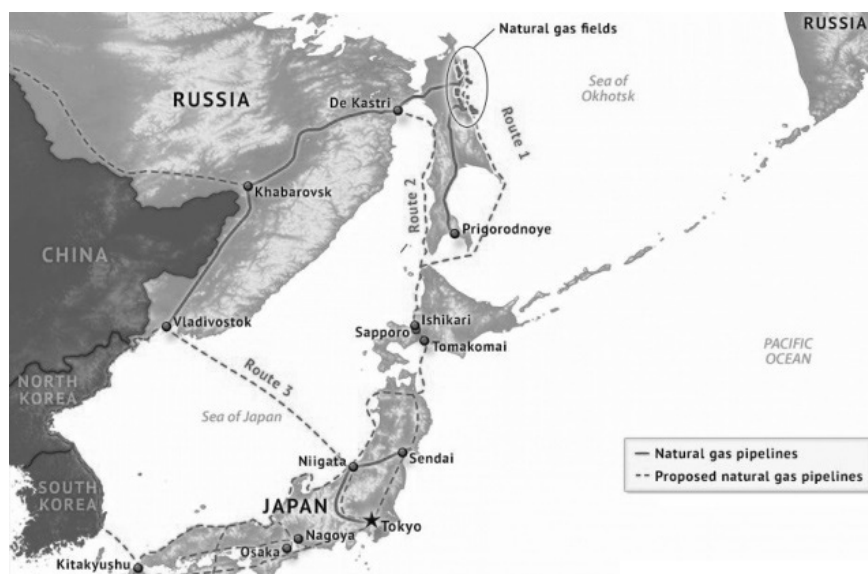 Natural gas fields
RUSSIA
Sea of
Okhotsk
RUSSIA
De Kastri
Route 1
Khabarovsk
Route 2
Prigorodnoye
CHINA
Vladivostok
Ishikari
Sapporo
Tomakomai
PACIFIC
OCEAN
NORTH
KOREA
Route 3
Sea of Japan
Niigata
Sendai
Natural gas pipelines
Proposed natural gas pipelines
SOUTH
KOREA
JAPAN
Tokyo
Nagoya
Osaka
Kitakyushu